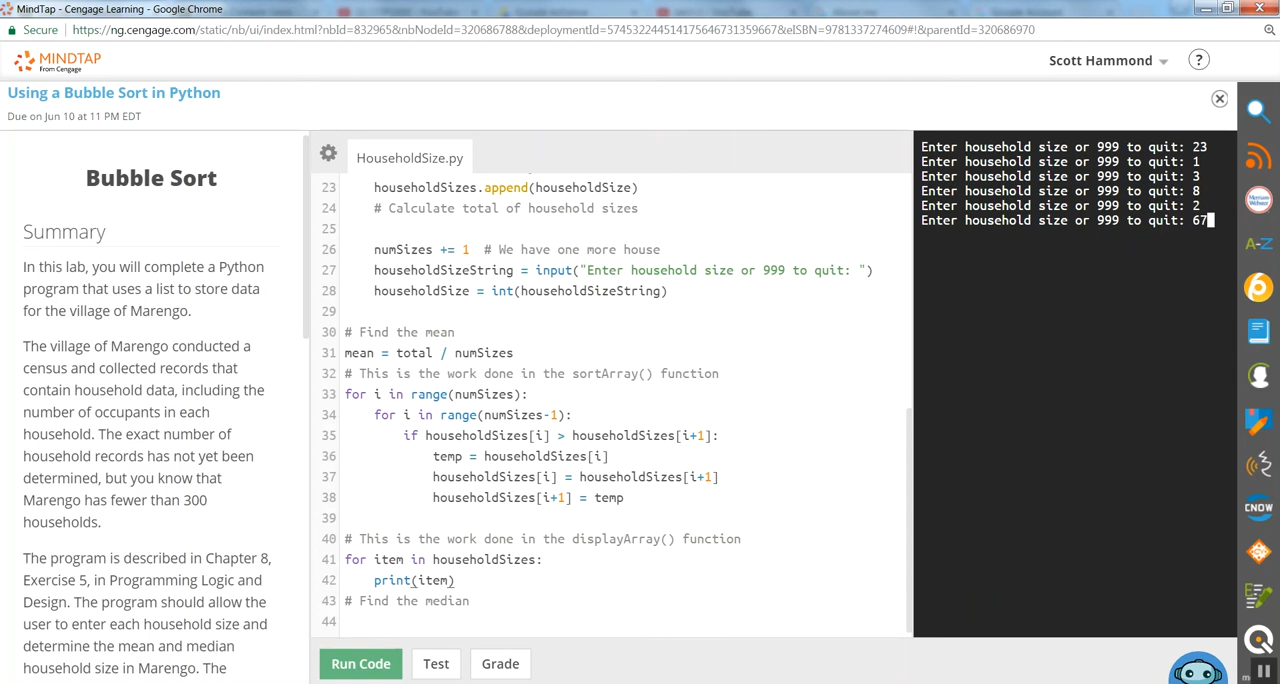 MindTap - Cengage Learning - Google Chrome
Secure https://ng.cengage.com/static/nb/ui/index.html?nbId=832965&nbNodeId=320686788&deploymentId=57453224451417564673135966​7&eISBN=9781337274609#!&parentId=320686970
MINDTAP
From Cengage
Scott Hammond
?
Using a Bubble Sort in Python
Due on Jun 10 at 11 PM EDT
Bubble Sort
Summary
In this lab, you will complete a Python
program that uses a list to store data
for the village of Marengo.
The village of Marengo conducted a
census and collected records that
contain household data, including the
number of occupants in each
household. The exact number of
household records has not yet been
determined, but you know that
Marengo has fewer than 300
households.
The program is described in Chapter 8,
Exercise 5, in Programming Logic and
Design. The program should allow the
user to enter each household size and
determine the mean and median
household size in Marengo. The
HouseholdSize.py
23 householdSizes.append(householdSize)
24 # Calculate total of household sizes
25
26 numSizes += 1 # We have one more house
27 householdSizeString = input("Enter household size or 999 to quit: ")
28 householdSize = int(householdSizeString)
29
30 # Find the mean
31 mean = total / numSizes
32 # This is the work done in the sortArray() function
33 for i in range(numSizes):
34 for i in range(numSizes-1):
35 if householdSizes[i] > householdSizes[i+1]:
36 temp = householdSizes[i]
37 householdSizes[i] = householdSizes[i+1]
38 householdSizes[i+1] = temp
39
40 # This is the work done in the displayArray() function
41 for item in householdSizes:
42 print(item)
43 # Find the median
44
Run Code
Test
Grade
Enter household size or 999 to quit: 23
Enter household size or 999 to quit: 1
Enter household size or 999 to quit: 3
Enter household size or 999 to quit: 8
Enter household size or 999 to quit: 2
Enter household size or 999 to quit: 67
Merriam-Webster
A-Z
CNOW